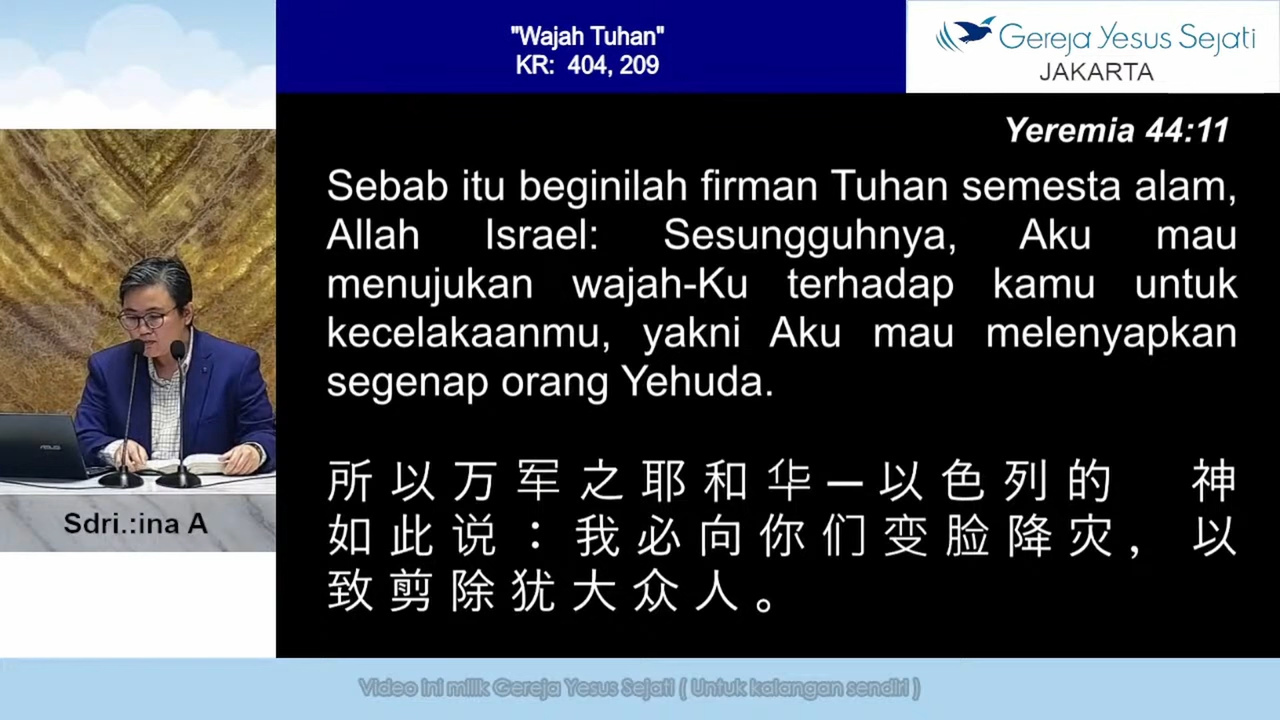 "Wajah Tuhan"
KR: 404, 209
Gereja Yesus Sejati
JAKARTA
Yeremia 44:11
Sebab itu beginilah firman Tuhan semesta alam,
Allah Israel: Sesungguhnya, Aku mau
menujukan wajah-Ku terhadap kamu untuk
kecelakaanmu, yakni Aku mau melenyapkan
segenap orang Yehuda.
所以万军之耶和华—以色列的 神
如此说：我必向你们变脸降灾，以
致剪除犹大众人。
ASUS
Sdri.:ina A
Video ini milik Gereja Yesus Sejati ( Untuk kalangan sendiri )